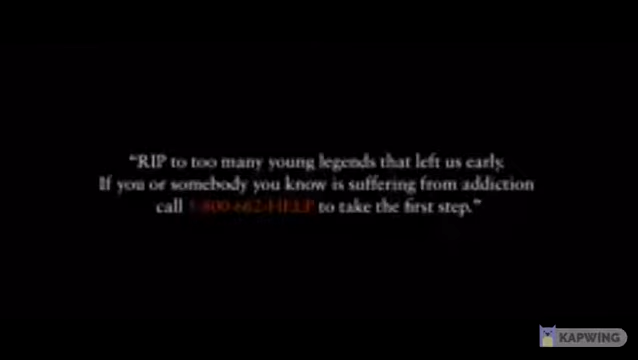 “RIP to too many young legends that left us early.
If you or somebody you know is suffering from addiction
call 1-800-662-HELP to take the first step.”
KAPWING